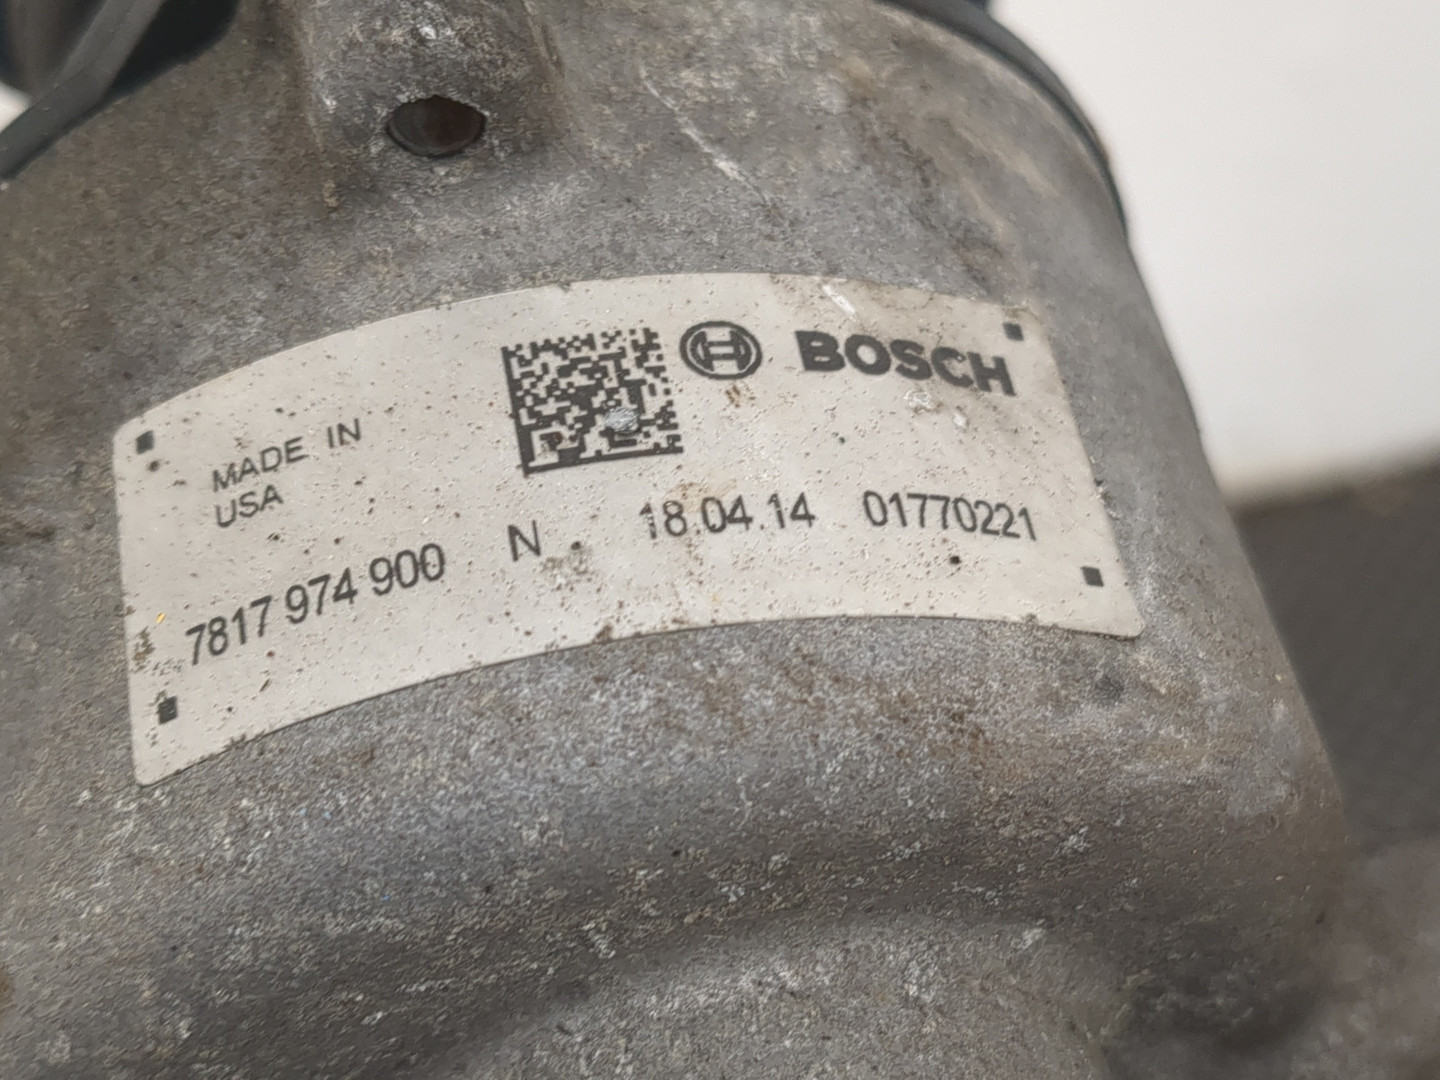 BOSCH
MADE IN
USA
7817 974 900 N 18.04.14 01770221